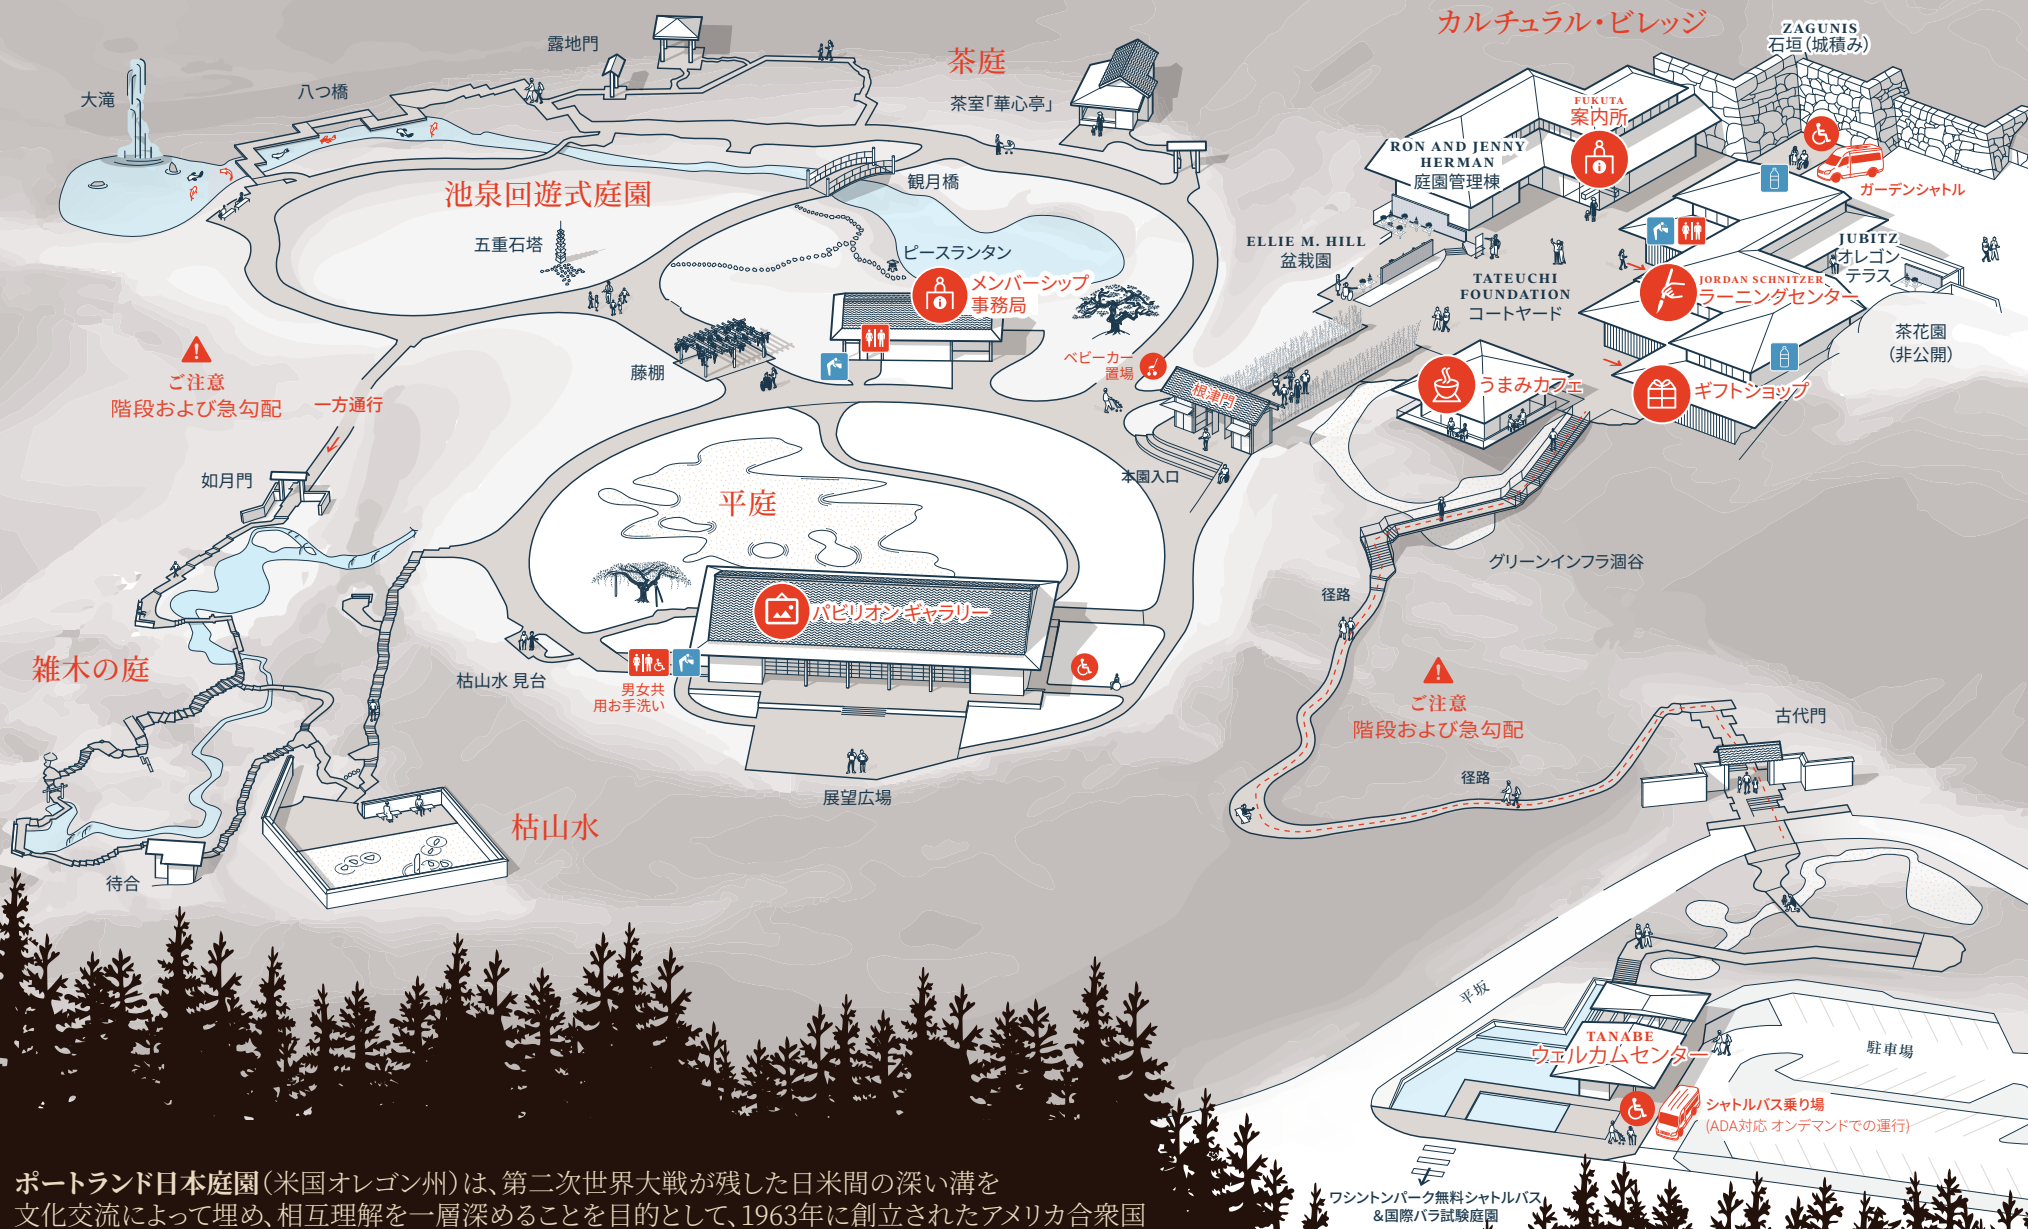 カルチュラル・ビレッジ
ZAGUNIS
石垣（城積み）
露地門
茶庭
大滝
八つ橋
茶室「華心亭」
FUKUTA
案内所
RON AND JENNY
HERMAN
庭園管理棟
ガーデンシャトル
池泉回遊式庭園
観月橋
五重石塔
ピースランタン
メンバーシップ
事務局
ELLIE M. HILL
盆栽園
TATEUCHI
FOUNDATION
コートヤード
JUBITZ
オレゴン
テラス
JORDAN SCHNITZER
ラーニングセンター
茶花園
（非公開）
ご注意
階段および急勾配
一方通行
藤棚
ベビーカー
置場
根津門
うまみカフェ
ギフトショップ
本園入口
如月門
平庭
グリーンインフラ涸谷
径路
パビリオン ギャラリー
雑木の庭
枯山水 見台
男女共
用お手洗い
ご注意
階段および急勾配
古代門
径路
展望広場
枯山水
待合
平坂
駐車場
TANABE
ウェルカムセンター
シャトルバス乗り場
(ADA対応 オンデマンドでの運行)
ワシントンパーク無料シャトルバス
&国際バラ試験庭園
ポートランド日本庭園（米国オレゴン州）は、第二次世界大戦が残した日米間の深い溝を
文化交流によって埋め、相互理解を一層深めることを目的として、1963年に創立されたアメリカ合衆国